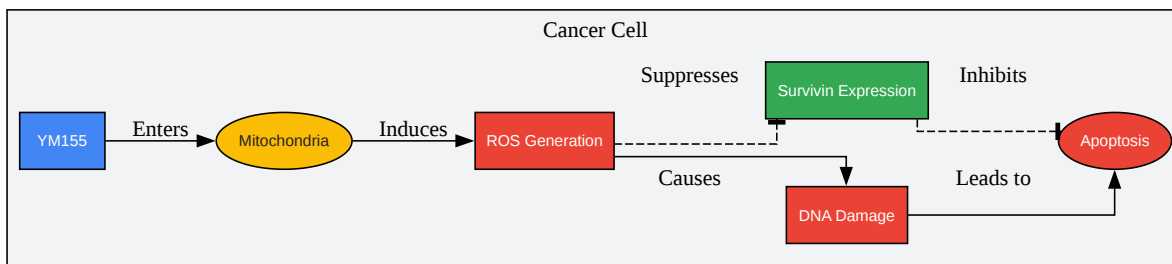 Cancer Cell
Suppresses
Survivin Expression
Inhibits
YM155
Enters
Mitochondria
Induces
ROS Generation
Apoptosis
Causes
Leads to
DNA Damage